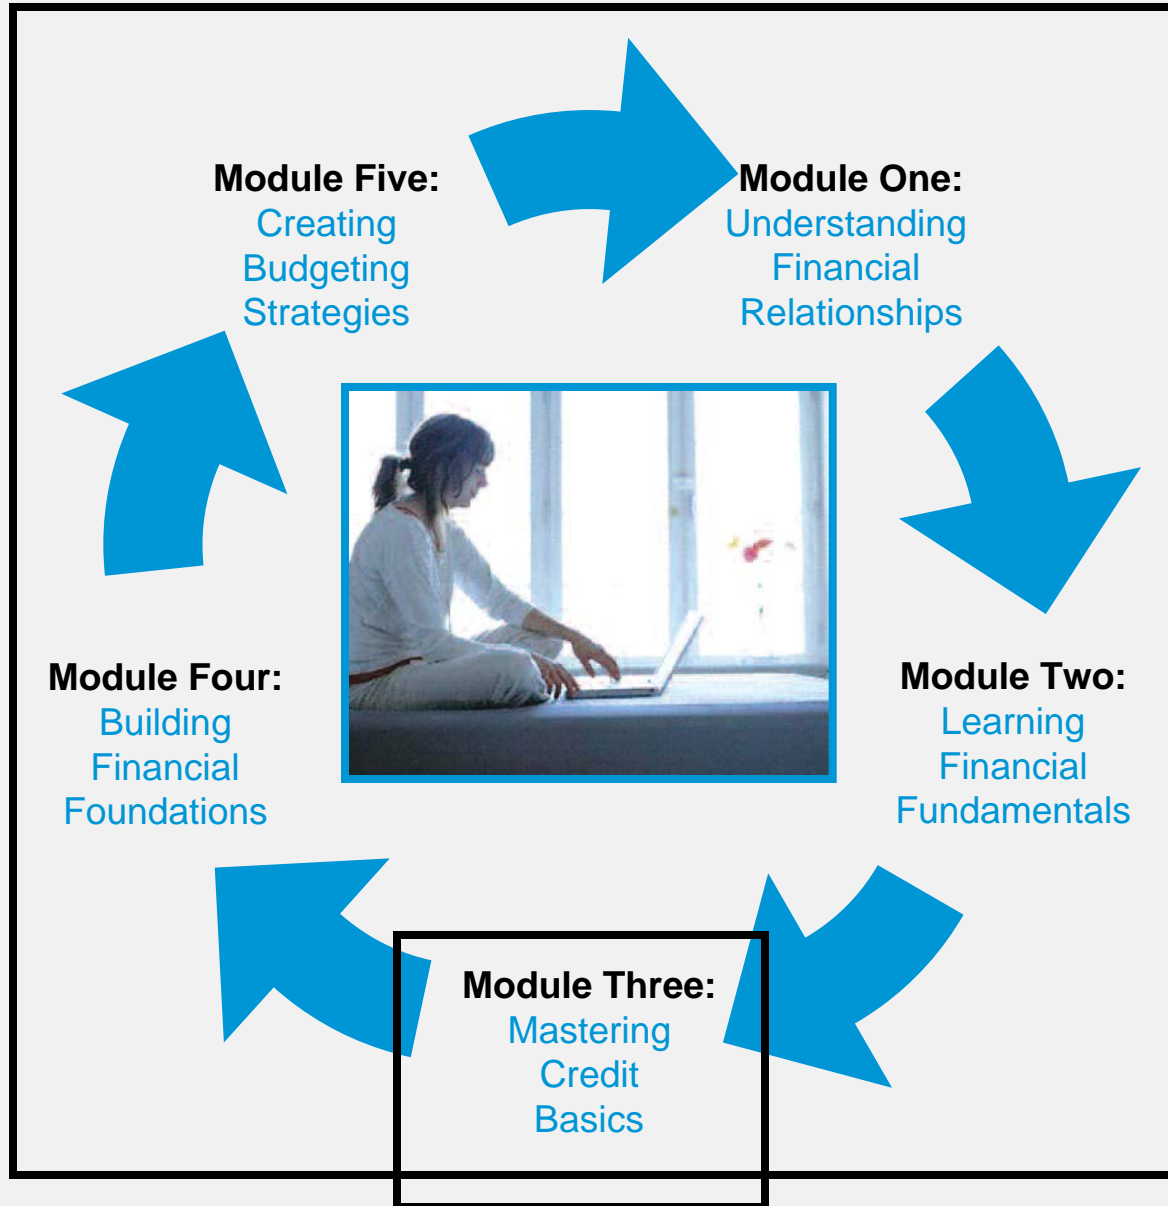 Module Five:
Creating
Budgeting
Strategies
Module One:
Understanding
Financial
Relationships
Module Four:
Building
Financial
Foundations
Module Two:
Learning
Financial
Fundamentals
Module Three:
Mastering
Credit
Basics